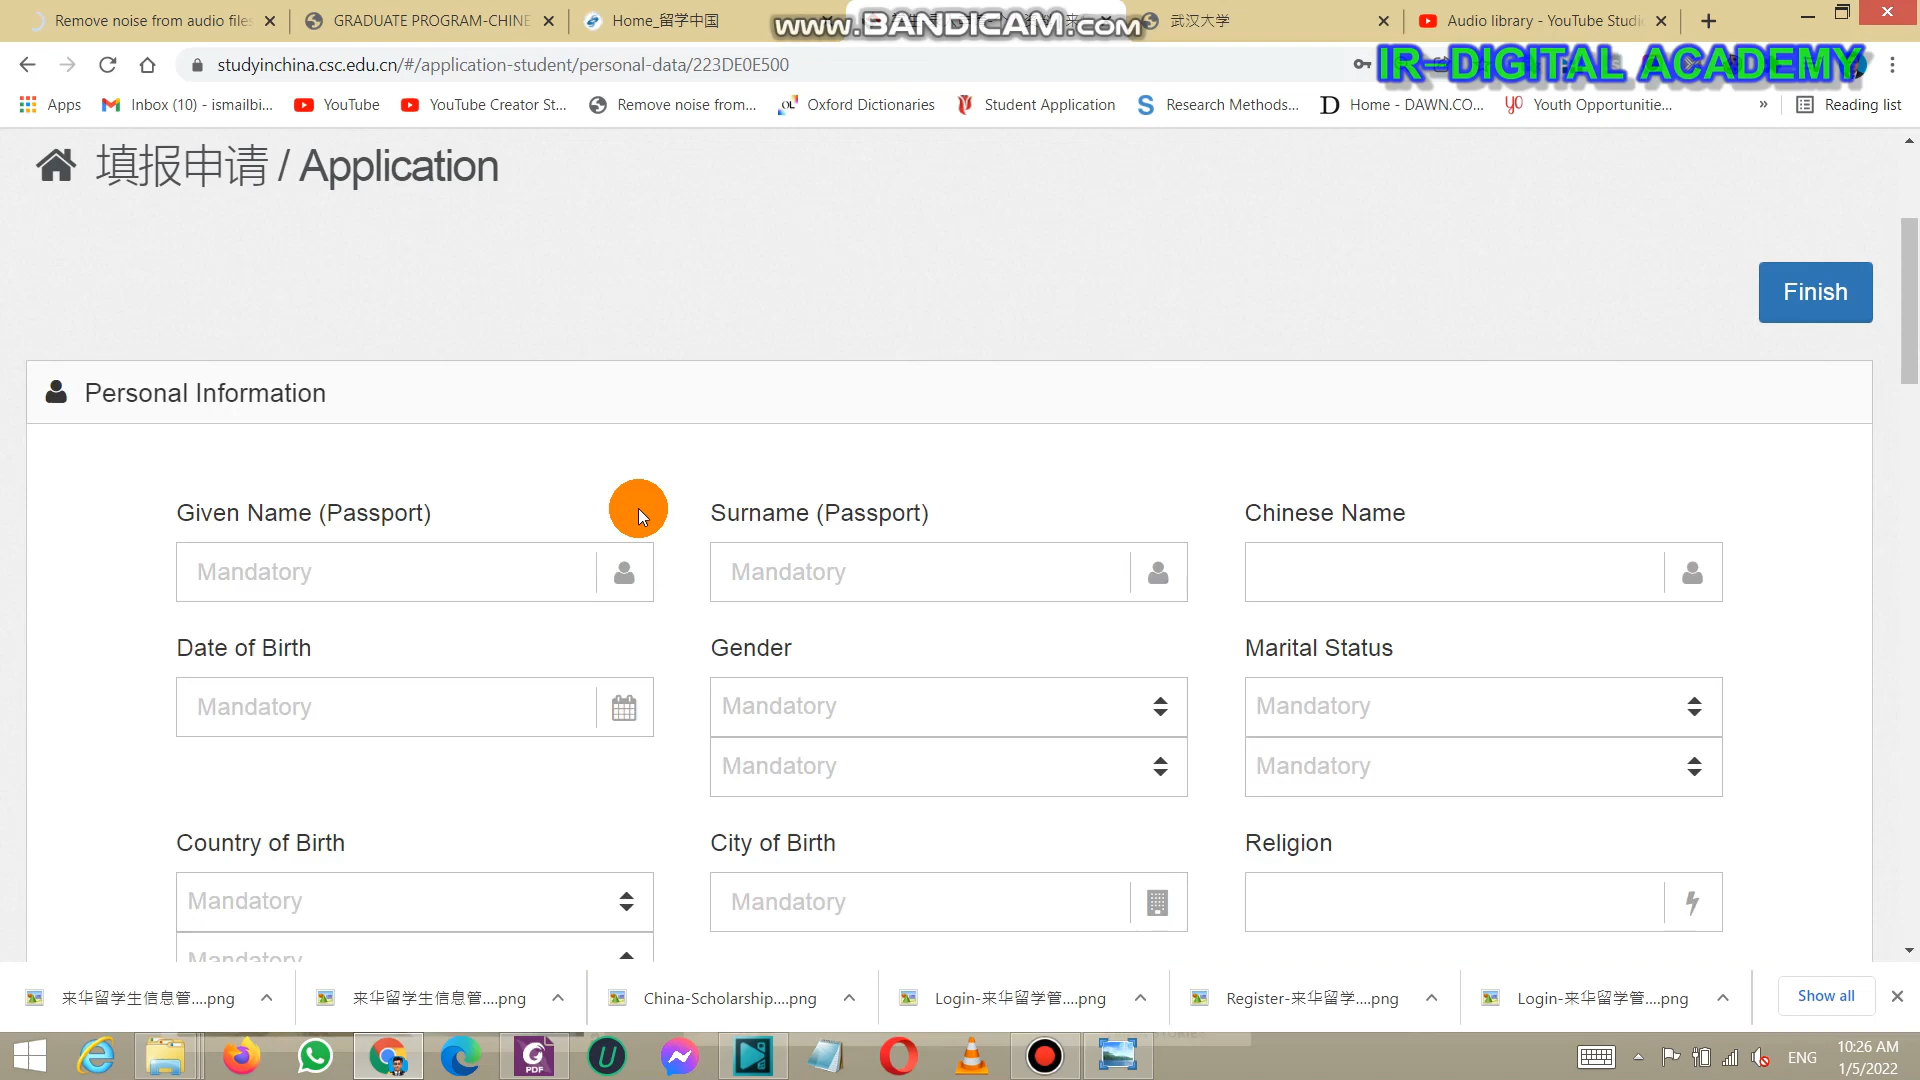 Remove noise from audio files
GRADUATE PROGRAM-CHINE
Home_留学中国
www.BANDICAM.com
武汉大学
Audio library - YouTube Studi
studyinchina.csc.edu.cn/#/application-student/personal-data/223DE0E500
IR-DIGITAL ACADEMY
Apps
Inbox (10) - ismailbi...
YouTube
YouTube Creator St...
Remove noise from...
Oxford Dictionaries
Student Application
Research Methods...
Home - DAWN.CO...
Youth Opportunitie...
»
Reading list
填报申请 / Application
Finish
Personal Information
Given Name (Passport)
Surname (Passport)
Chinese Name
Mandatory
Mandatory
Date of Birth
Gender
Marital Status
Mandatory
Mandatory
Mandatory
Mandatory
Mandatory
Country of Birth
City of Birth
Religion
Mandatory
Mandatory
Mandatory
来华留学生信息管....png
来华留学生信息管....png
China-Scholarship....png
Login-来华留学管....png
Register-来华留学....png
Login-来华留学管....png
Show all
PDF
ENG
10:26 AM
1/5/2022